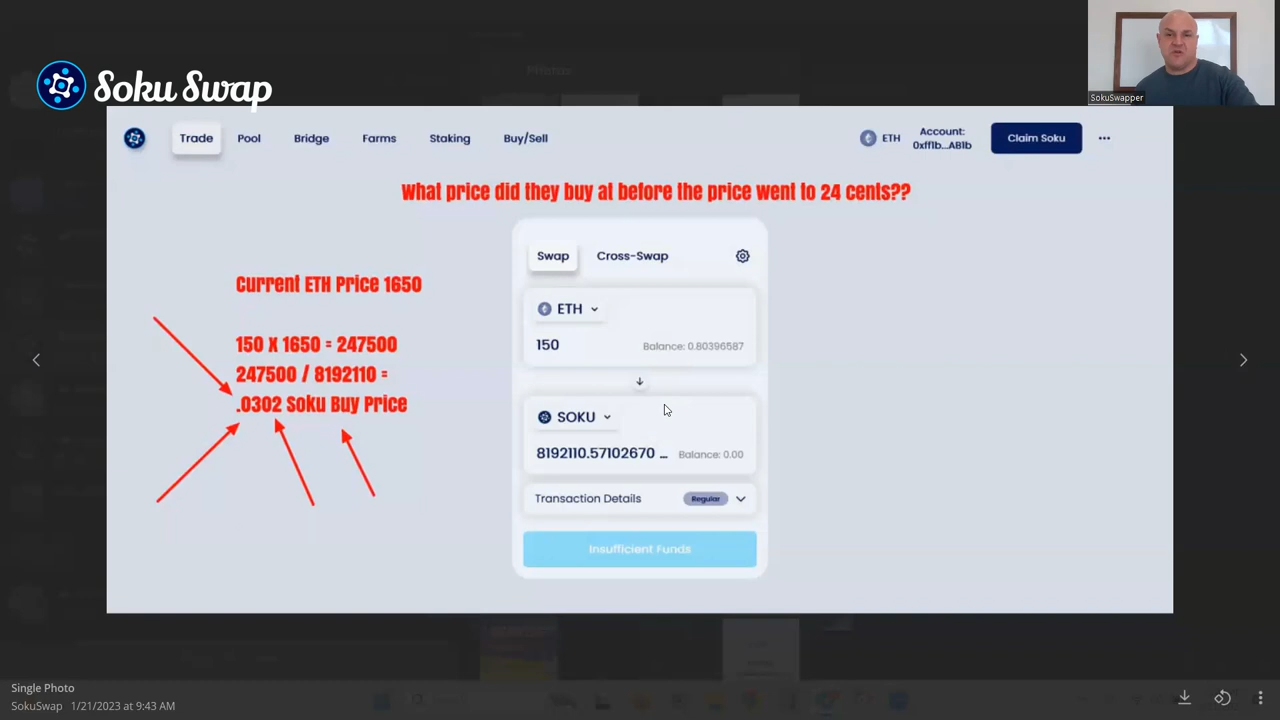 SokuSwapper
Soku Swap
Trade Pool Bridge Farms Staking Buy/Sell
ETH
Account:
0xff1b...AB1b
Claim Soku
What price did they buy at before the price went to 24 cents??
Current ETH Price 1650
150 X 1650 = 247500
247500 / 8192110 =
.0302 Soku Buy Price
Swap Cross-Swap
ETH
150 Balance: 0.80396587
SOKU
8192110.57102670 ... Balance: 0.00
Transaction Details Regular
Insufficient Funds
Single Photo
SokuSwap 1/21/2023 at 9:43 AM